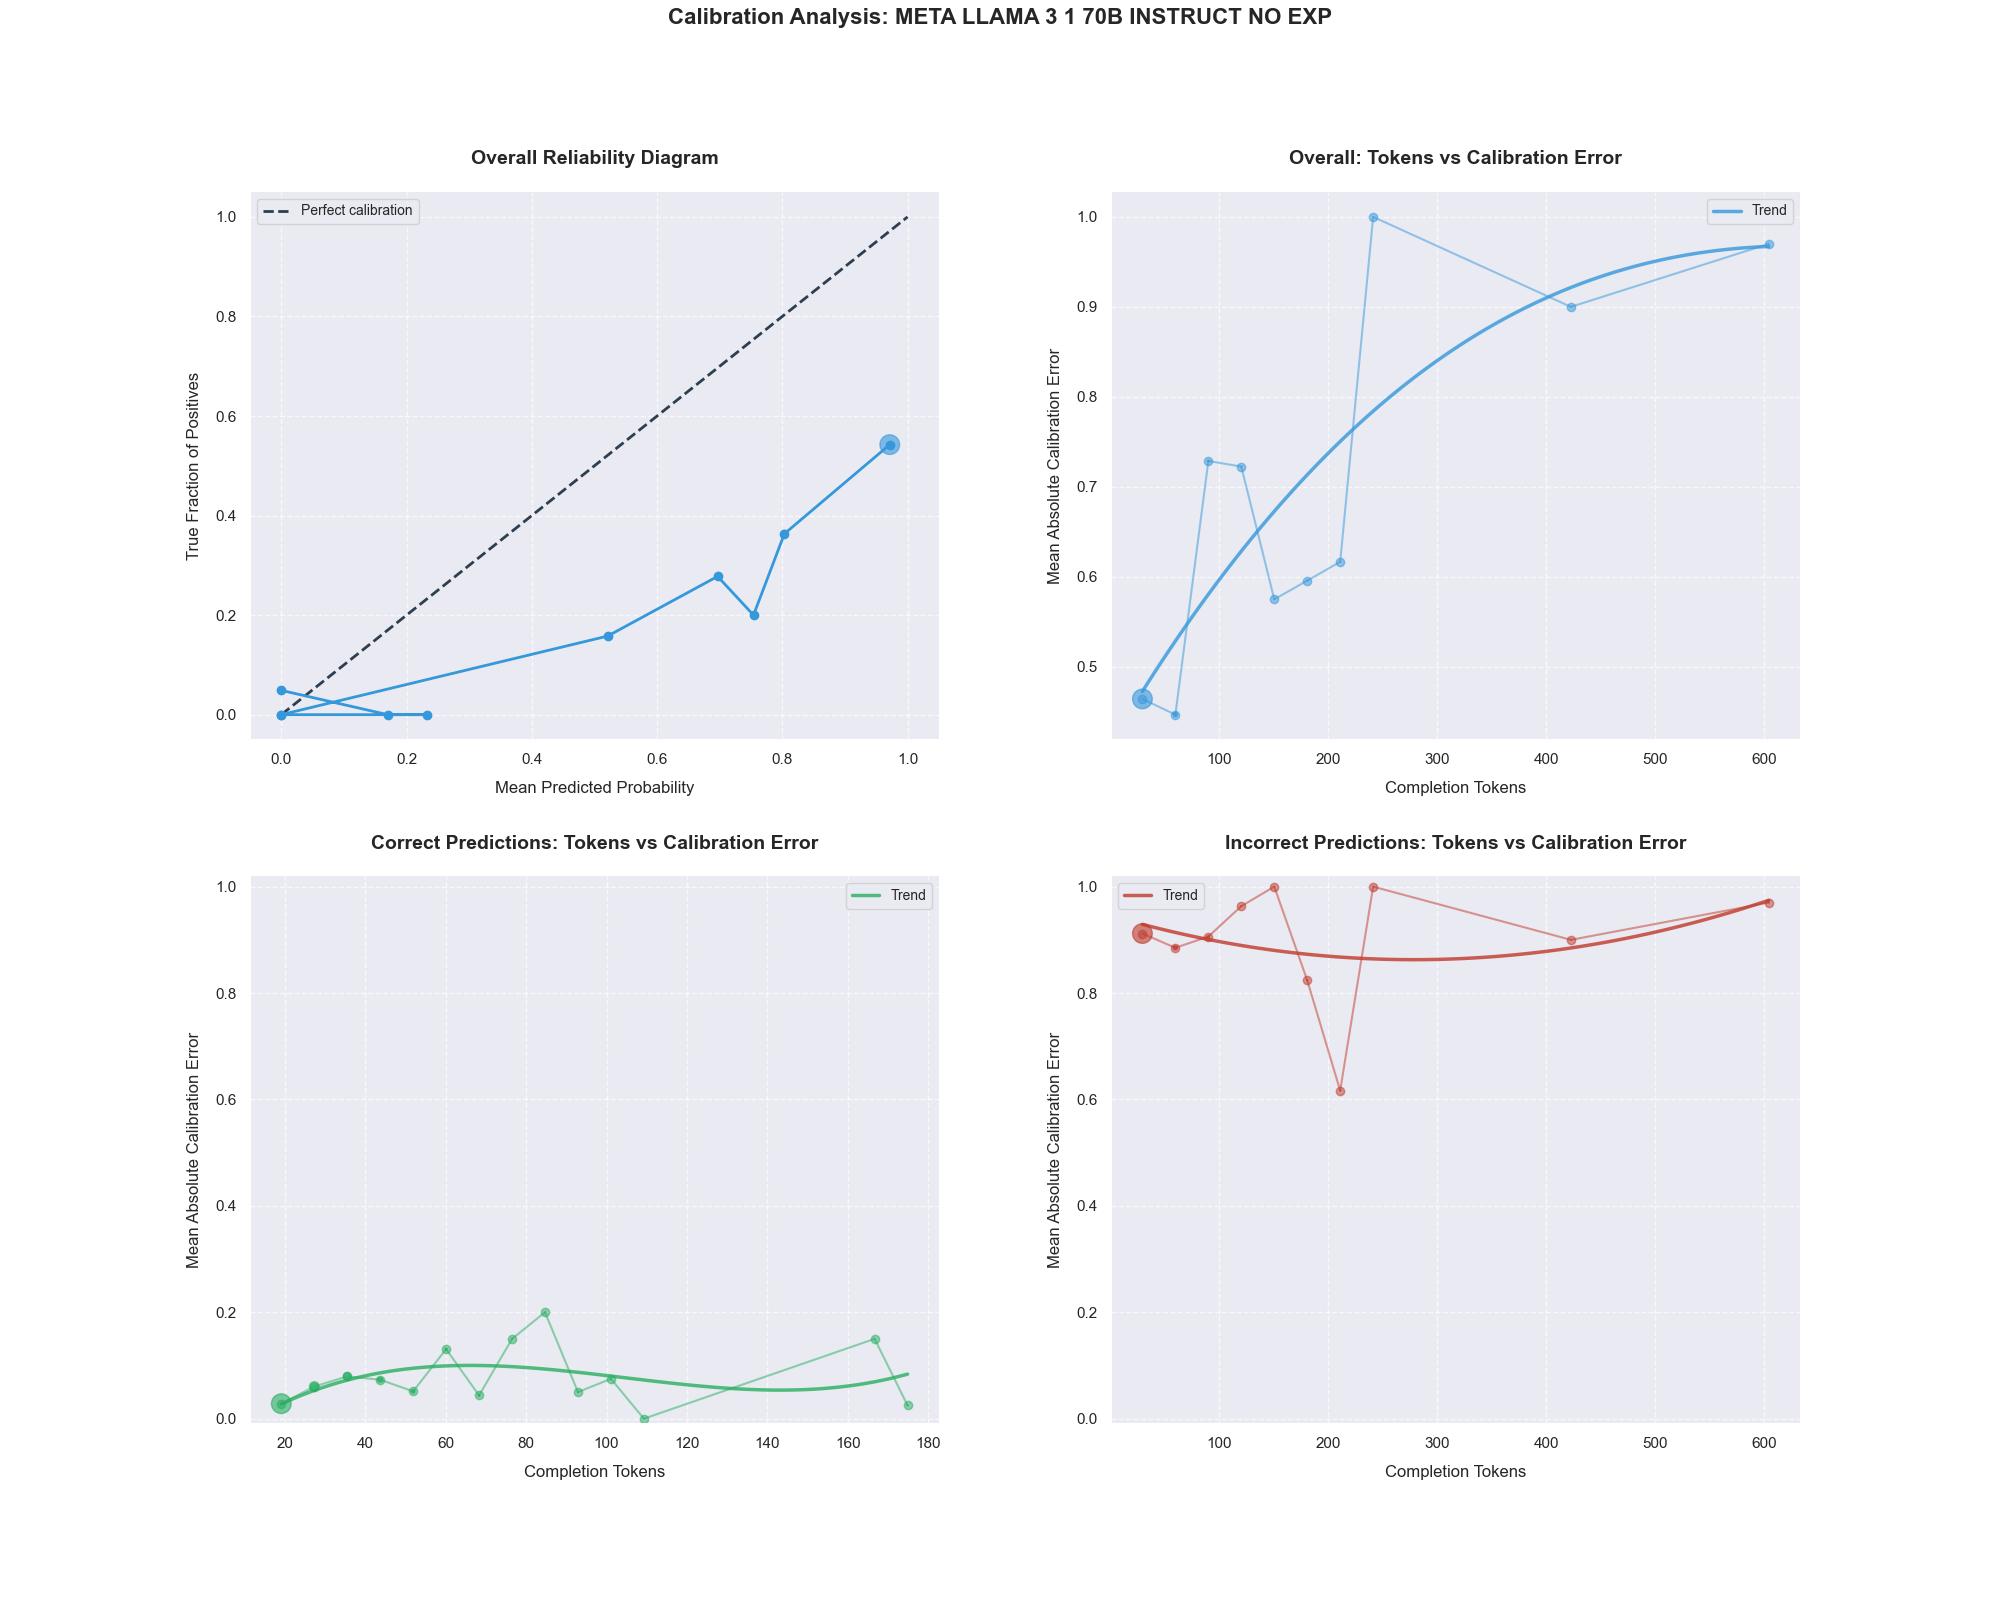 Calibration Analysis: META LLAMA 3 1 70B INSTRUCT NO EXP
Overall Reliability Diagram
Perfect calibration
True Fraction of Positives
1.0
0.8
0.6
0.4
0.2
0.0
0.0 0.2 0.4 0.6 0.8 1.0
Mean Predicted Probability
Overall: Tokens vs Calibration Error
Trend
Mean Absolute Calibration Error
1.0
0.9
0.8
0.7
0.6
0.5
100 200 300 400 500 600
Completion Tokens
Correct Predictions: Tokens vs Calibration Error
Trend
Mean Absolute Calibration Error
1.0
0.8
0.6
0.4
0.2
0.0
20 40 60 80 100 120 140 160 180
Completion Tokens
Incorrect Predictions: Tokens vs Calibration Error
Trend
Mean Absolute Calibration Error
1.0
0.8
0.6
0.4
0.2
0.0
100 200 300 400 500 600
Completion Tokens